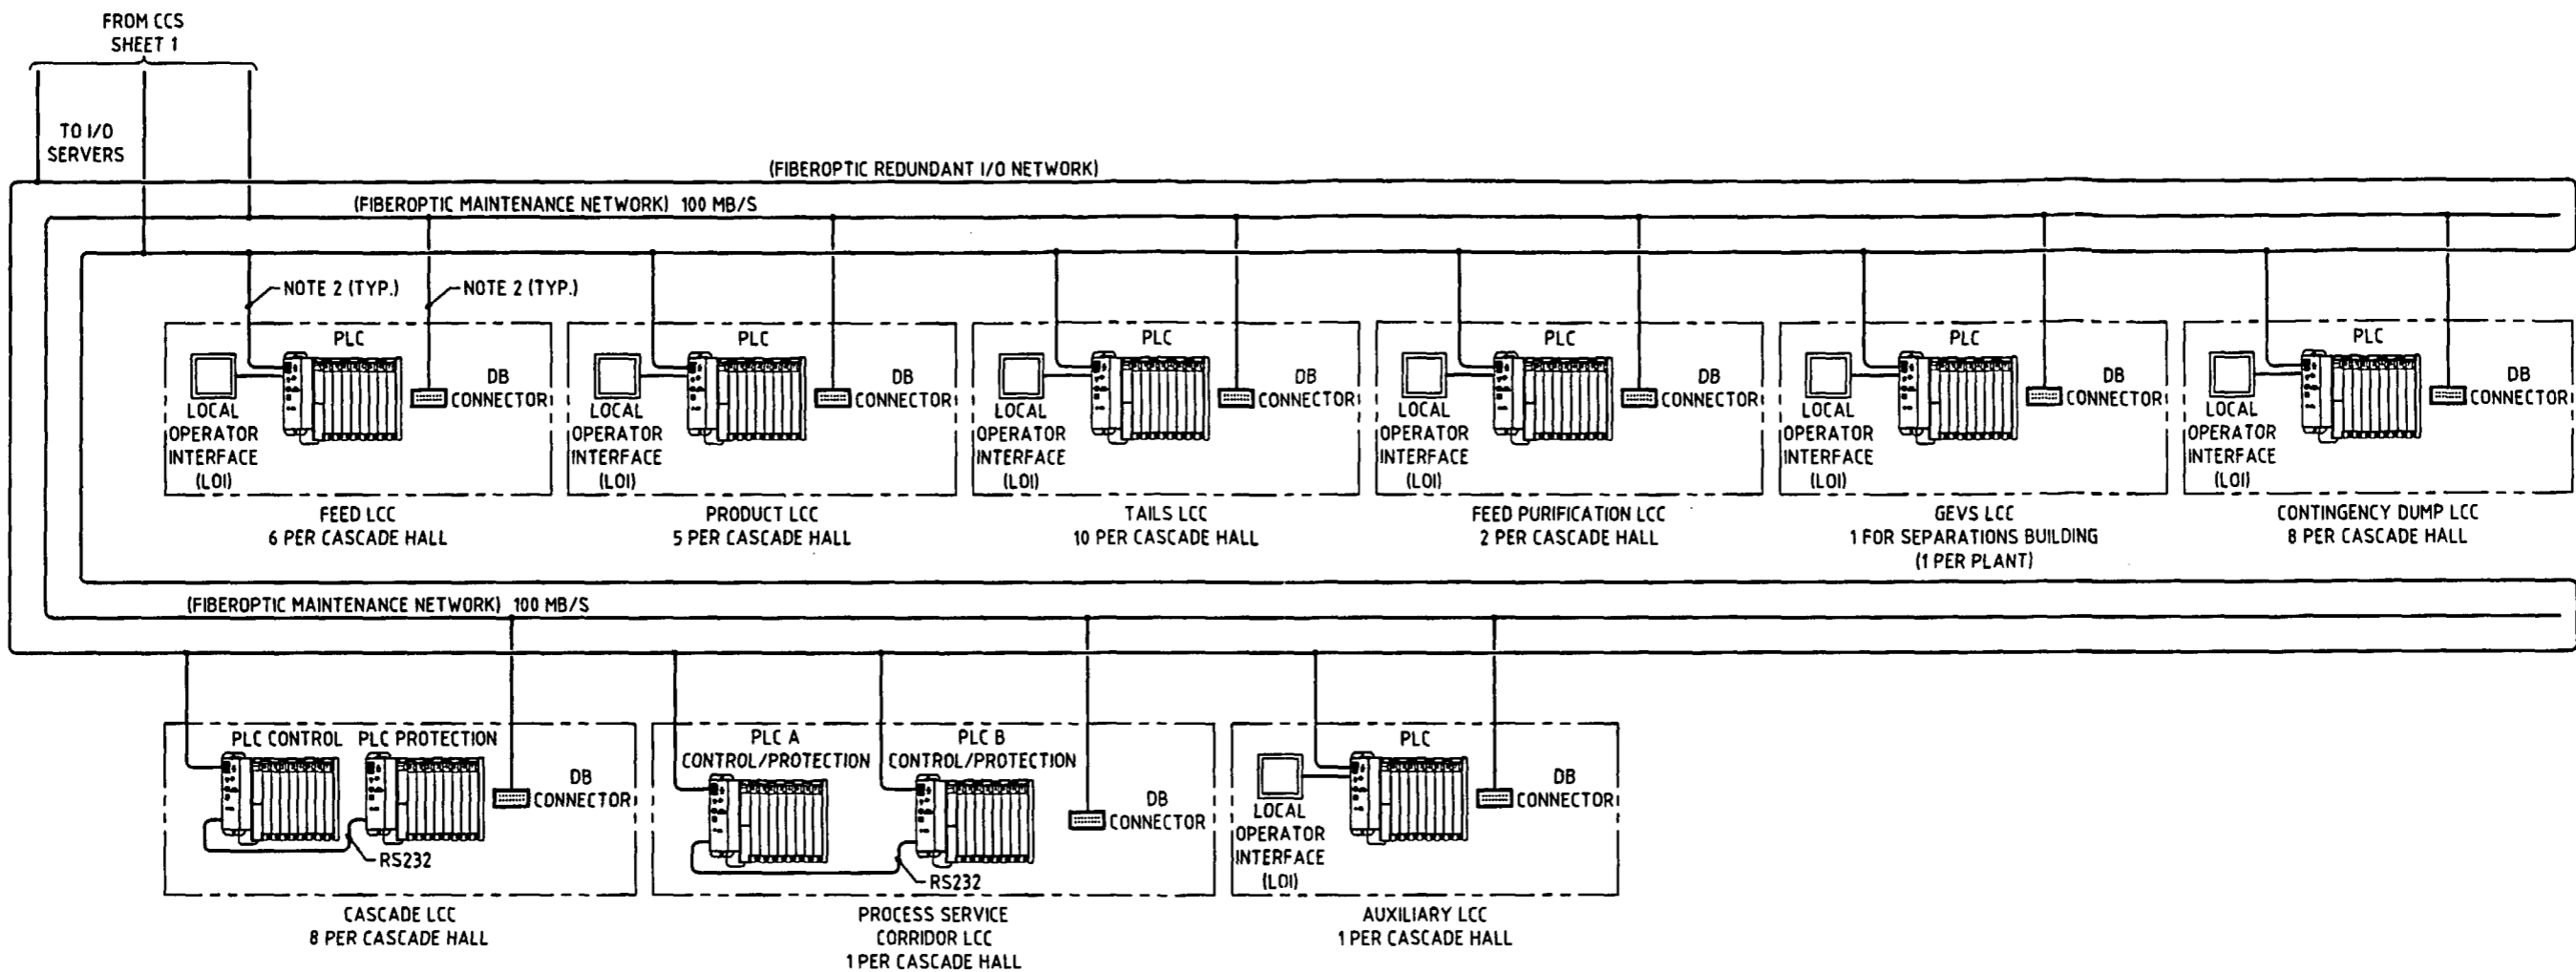 FROM CCS
SHEET 1
TO I/O
SERVERS
(FIBEROPTIC REDUNDANT I/O NETWORK)
(FIBEROPTIC MAINTENANCE NETWORK) 100 MB/S
NOTE 2 (TYP.)
NOTE 2 (TYP.)
PLC
DB
CONNECTOR
LOCAL
OPERATOR
INTERFACE
(LOI)
FEED LCC
6 PER CASCADE HALL
PLC
DB
CONNECTOR
LOCAL
OPERATOR
INTERFACE
(LOI)
PRODUCT LCC
5 PER CASCADE HALL
PLC
DB
CONNECTOR
LOCAL
OPERATOR
INTERFACE
(LOI)
TAILS LCC
10 PER CASCADE HALL
PLC
DB
CONNECTOR
LOCAL
OPERATOR
INTERFACE
(LOI)
FEED PURIFICATION LCC
2 PER CASCADE HALL
PLC
DB
CONNECTOR
LOCAL
OPERATOR
INTERFACE
(LOI)
GEVS LCC
1 FOR SEPARATIONS BUILDING
(1 PER PLANT)
PLC
DB
CONNECTOR
LOCAL
OPERATOR
INTERFACE
(LOI)
CONTINGENCY DUMP LCC
8 PER CASCADE HALL
(FIBEROPTIC MAINTENANCE NETWORK) 100 MB/S
PLC CONTROL
PLC PROTECTION
DB
CONNECTOR
RS232
CASCADE LCC
8 PER CASCADE HALL
PLC A
CONTROL/PROTECTION
PLC B
CONTROL/PROTECTION
DB
CONNECTOR
RS232
PROCESS SERVICE
CORRIDOR LCC
1 PER CASCADE HALL
PLC
DB
CONNECTOR
LOCAL
OPERATOR
INTERFACE
(LOI)
AUXILIARY LCC
1 PER CASCADE HALL